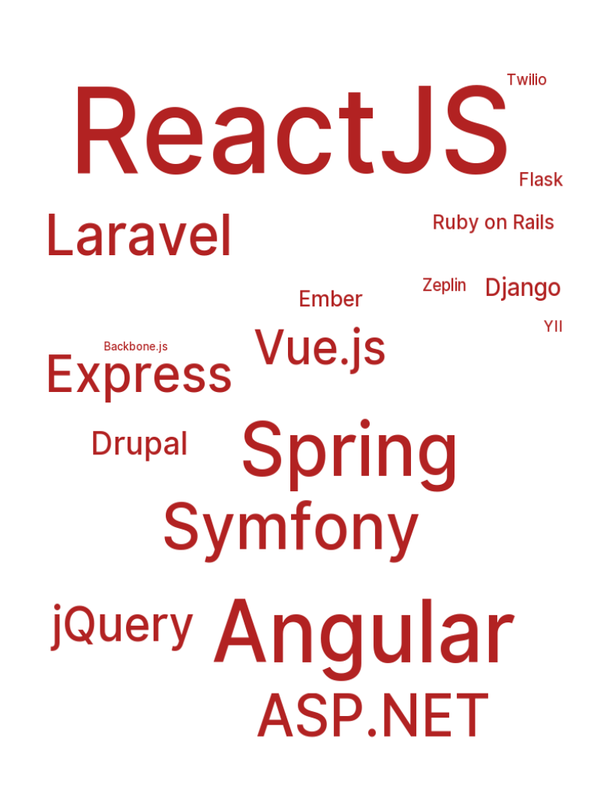 Twilio
ReactJS
Flask
Laravel
Ruby on Rails
Zeplin
Django
Ember
YII
Backbone.js
Vue.js
Express
Drupal
Spring
Symfony
jQuery
Angular
ASP.NET